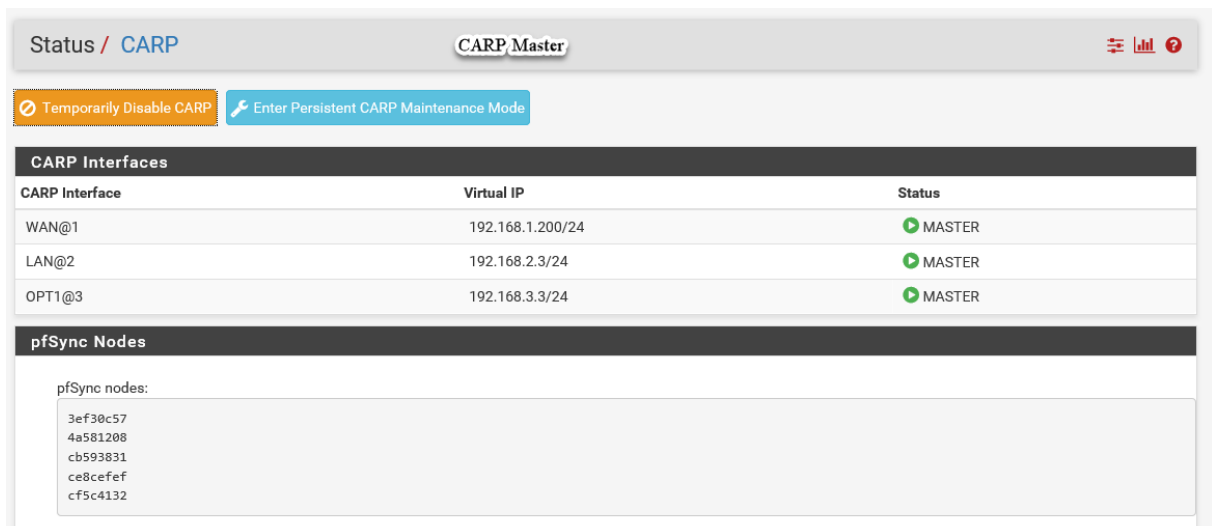 Status / CARP
CARP Master
Temporarily Disable CARP
Enter Persistent CARP Maintenance Mode
CARP Interfaces
CARP Interface Virtual IP Status
WAN@1 192.168.1.200/24 MASTER
LAN@2 192.168.2.3/24 MASTER
OPT1@3 192.168.3.3/24 MASTER
pfSync Nodes
pfSync nodes:
3ef30c57
4a581208
cb593831
ce8cefef
cf5c4132